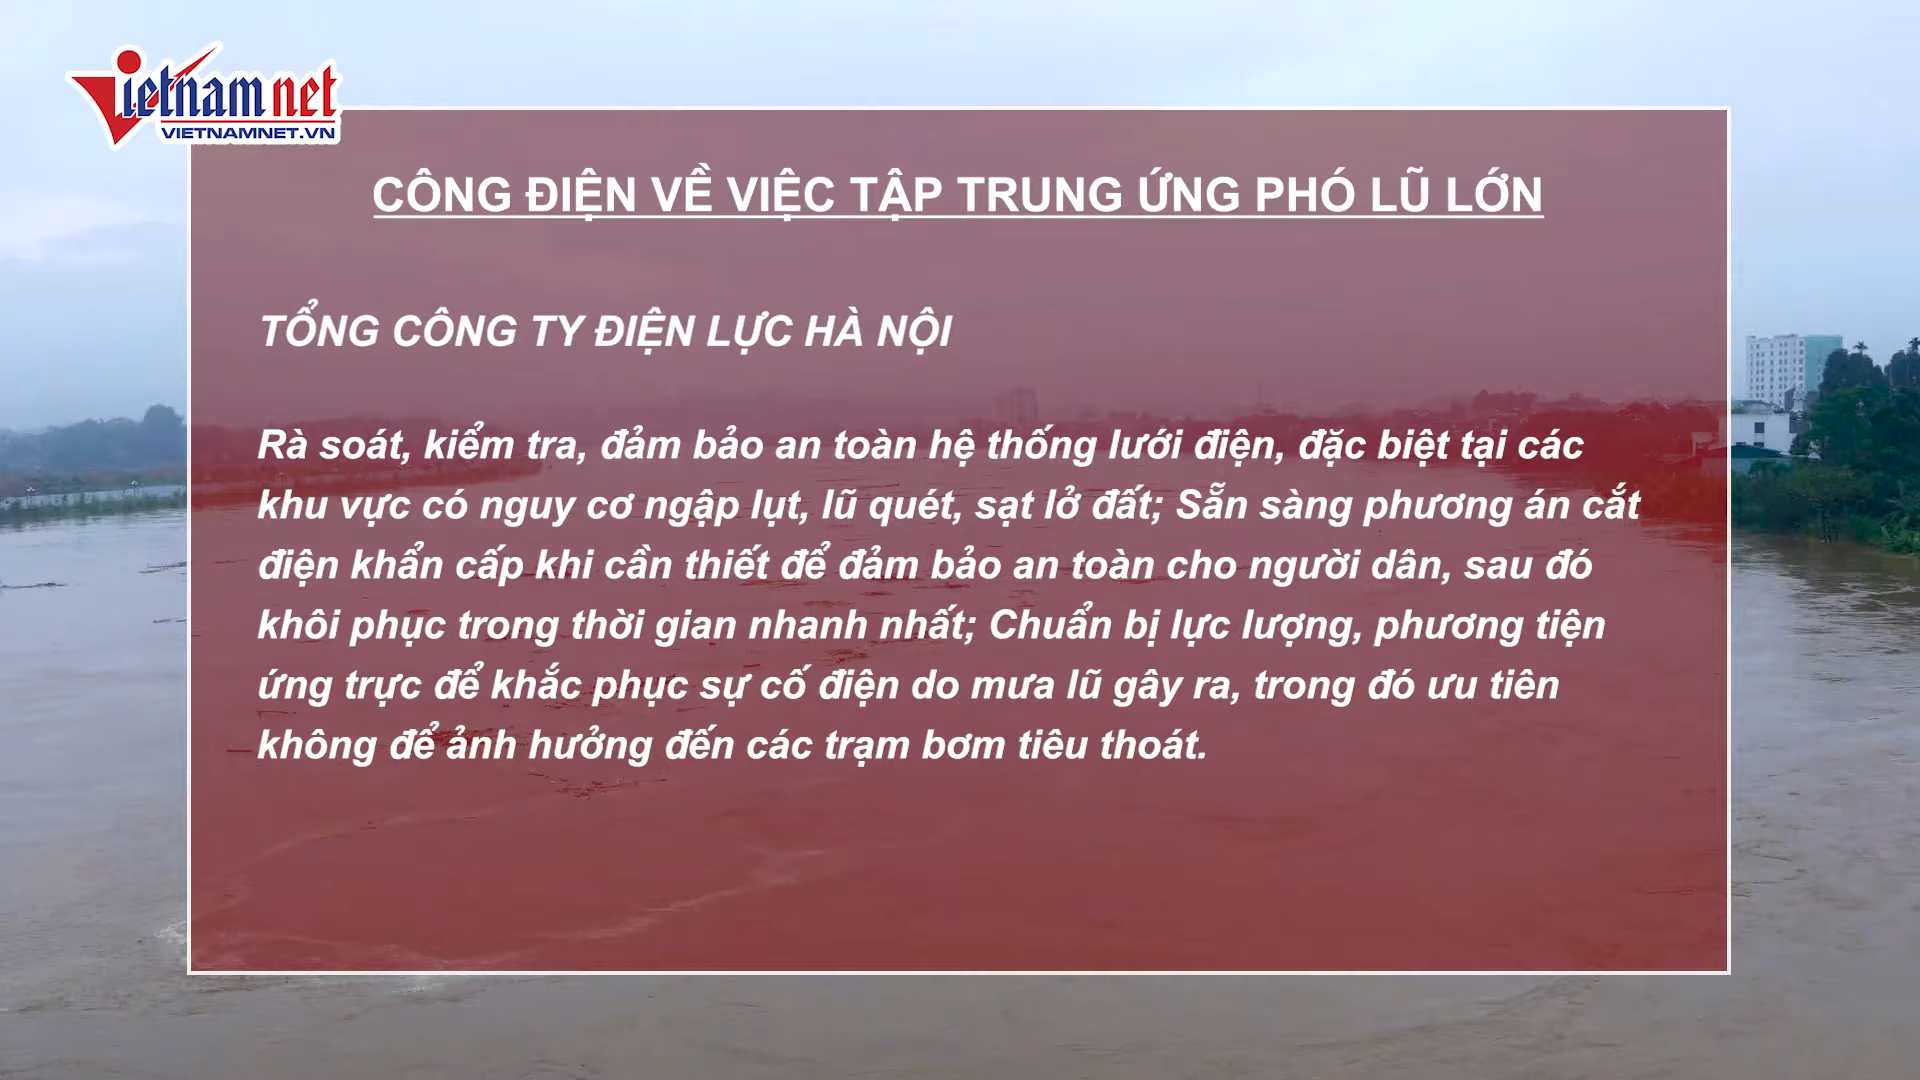 Vietnamnet
VIETNAMNET.VN
CÔNG ĐIỆN VỀ VIỆC TẬP TRUNG ỨNG PHÓ LŨ LỚN
TỔNG CÔNG TY ĐIỆN LỰC HÀ NỘI
Rà soát, kiểm tra, đảm bảo an toàn hệ thống lưới điện, đặc biệt tại các
khu vực có nguy cơ ngập lụt, lũ quét, sạt lở đất; Sẵn sàng phương án cắt
điện khẩn cấp khi cần thiết để đảm bảo an toàn cho người dân, sau đó
khôi phục trong thời gian nhanh nhất; Chuẩn bị lực lượng, phương tiện
ứng trực để khắc phục sự cố điện do mưa lũ gây ra, trong đó ưu tiên
không để ảnh hưởng đến các trạm bơm tiêu thoát.